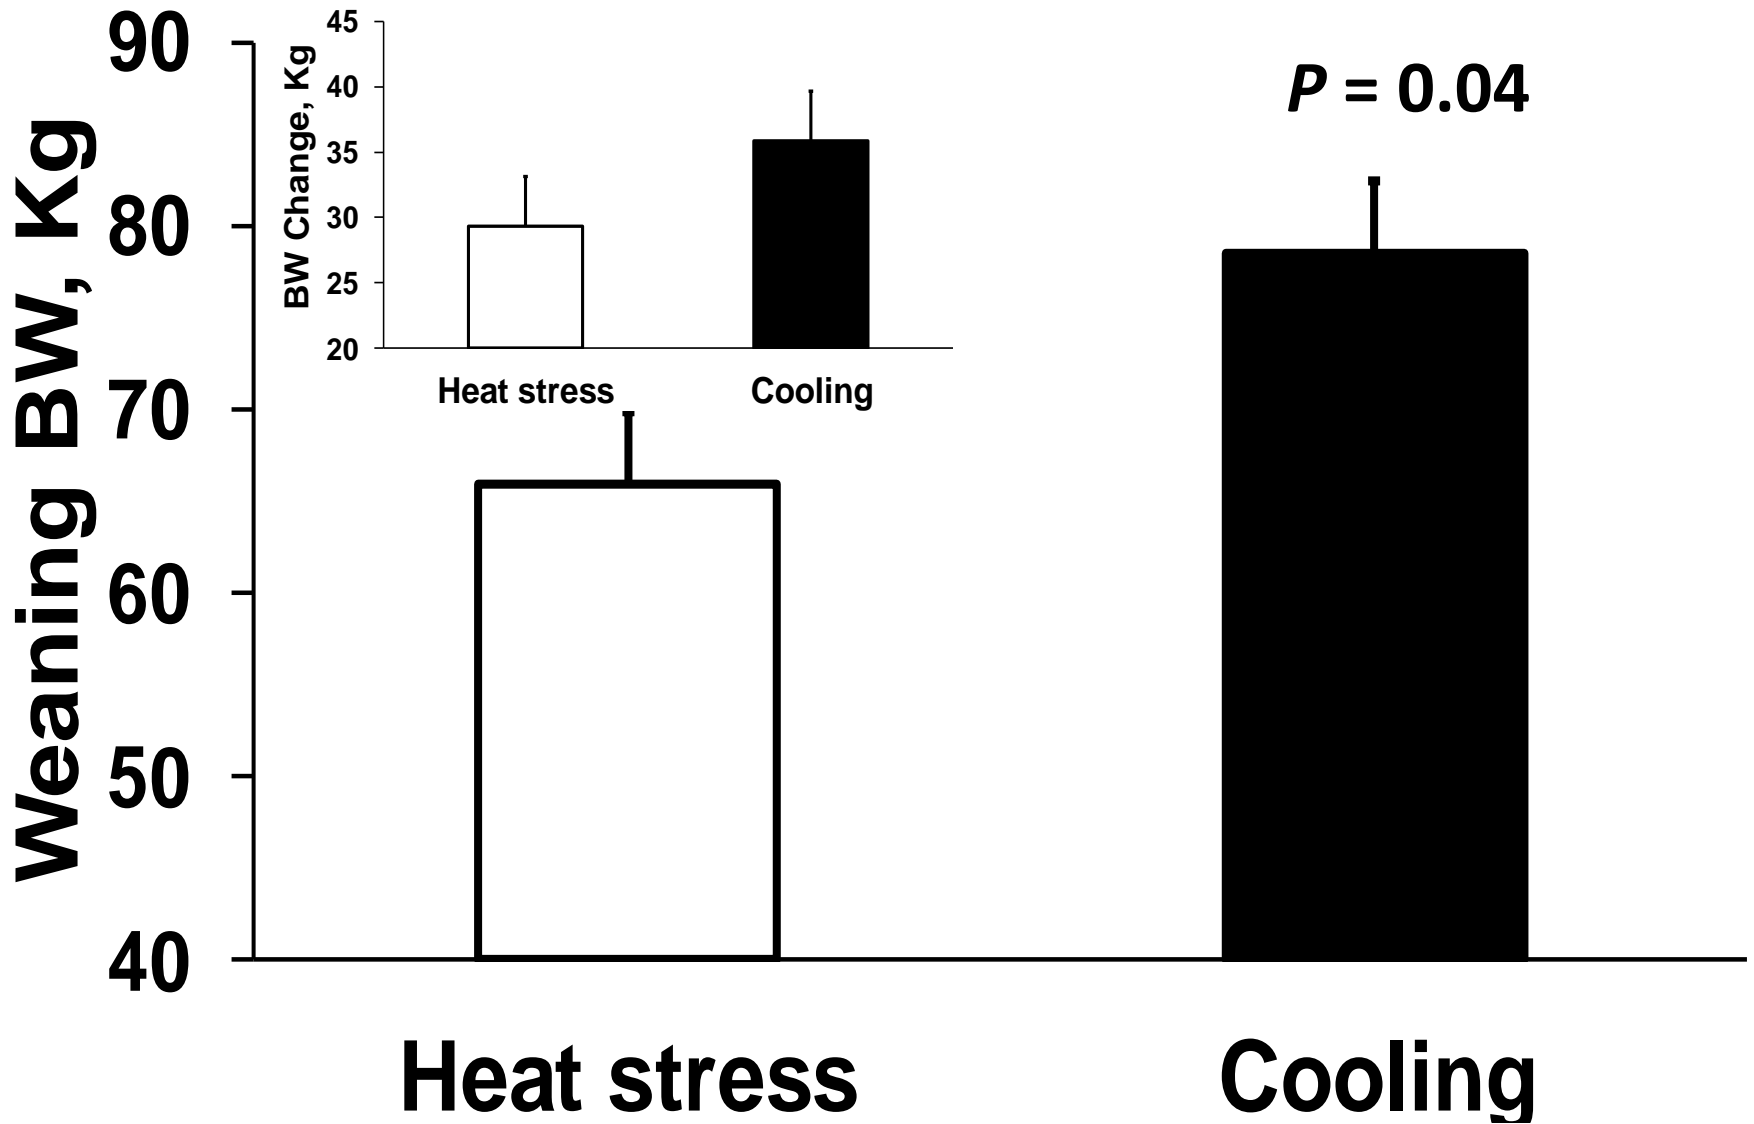 Weaning BW, Kg
90
80
70
60
50
40
BW Change, Kg
45
40
35
30
25
20
Heat stress
Cooling
P = 0.04
Heat stress
Cooling